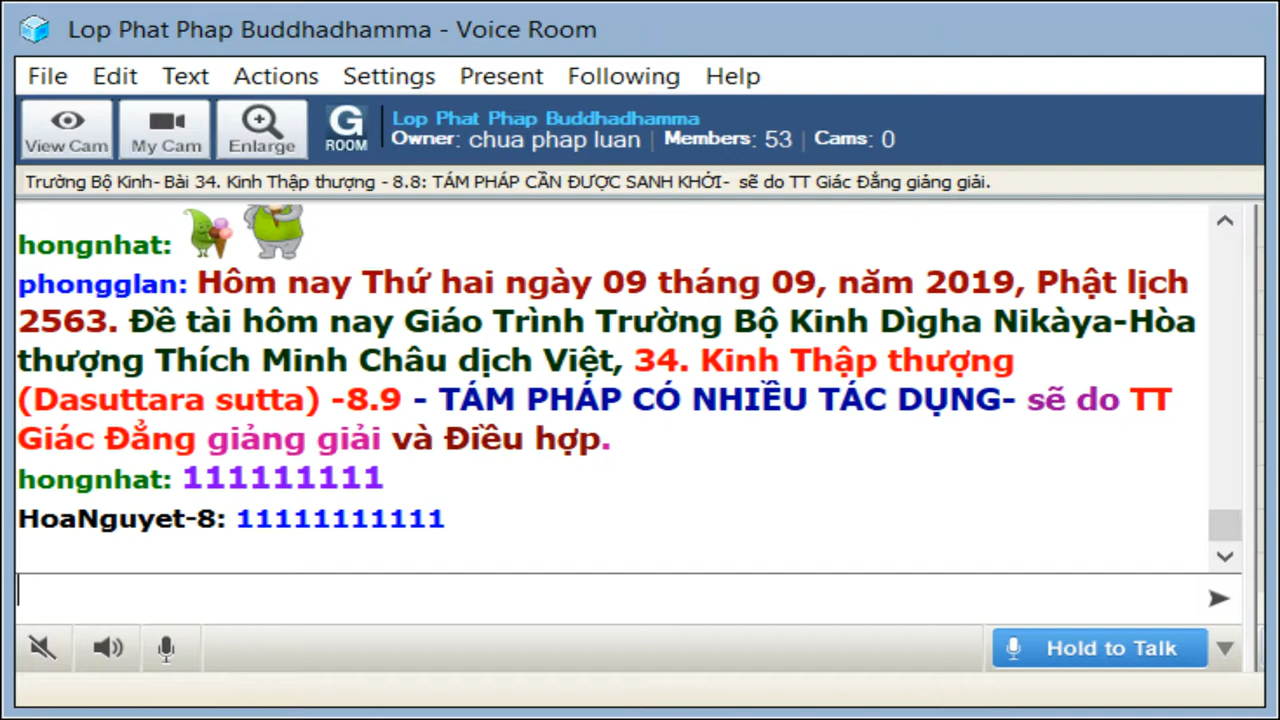 Lop Phat Phap Buddhadhamma - Voice Room
File Edit Text Actions Settings Present Following Help
View Cam My Cam Enlarge G ROOM
Lop Phat Phap Buddhadhamma
Owner: chua phap luan | Members: 53 | Cams: 0
Trường Bộ Kinh- Bài 34. Kinh Thập thượng - 8.8: TÁM PHÁP CẦN ĐƯỢC SANH KHỞI- sẽ do TT Giác Đẳng giảng giải.
hongnhat:
phongglan: Hôm nay Thứ hai ngày 09 tháng 09, năm 2019, Phật lịch
2563. Đề tài hôm nay Giáo Trình Trường Bộ Kinh Dìgha Nikàya-Hòa
thượng Thích Minh Châu dịch Việt, 34. Kinh Thập thượng
(Dasuttara sutta) -8.9 - TÁM PHÁP CÓ NHIỀU TÁC DỤNG- sẽ do TT
Giác Đẳng giảng giải và Điều hợp.
hongnhat: 111111111
HoaNguyet-8: 11111111111
Hold to Talk